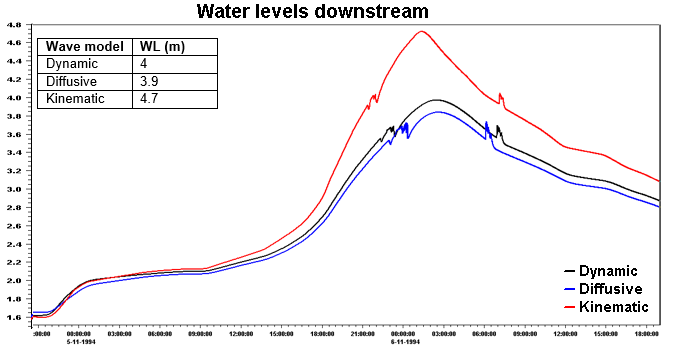 Water levels downstream
4.8
4.6
4.4
4.2
4.0
3.8
3.6
3.4
3.2
3.0
2.8
2.6
2.4
2.2
2.0
1.8
1.6
Wave model WL (m)
Dynamic 4
Diffusive 3.9
Kinematic 4.7
Dynamic
Diffusive
Kinematic
:00:00 00:00:00 03:00:00 06:00:00 09:00:00 12:00:00 15:00:00 18:00:00 21:00:00 00:00:00 03:00:00 06:00:00 09:00:00 12:00:00 15:00:00 18:00:00
5-11-1994 6-11-1994